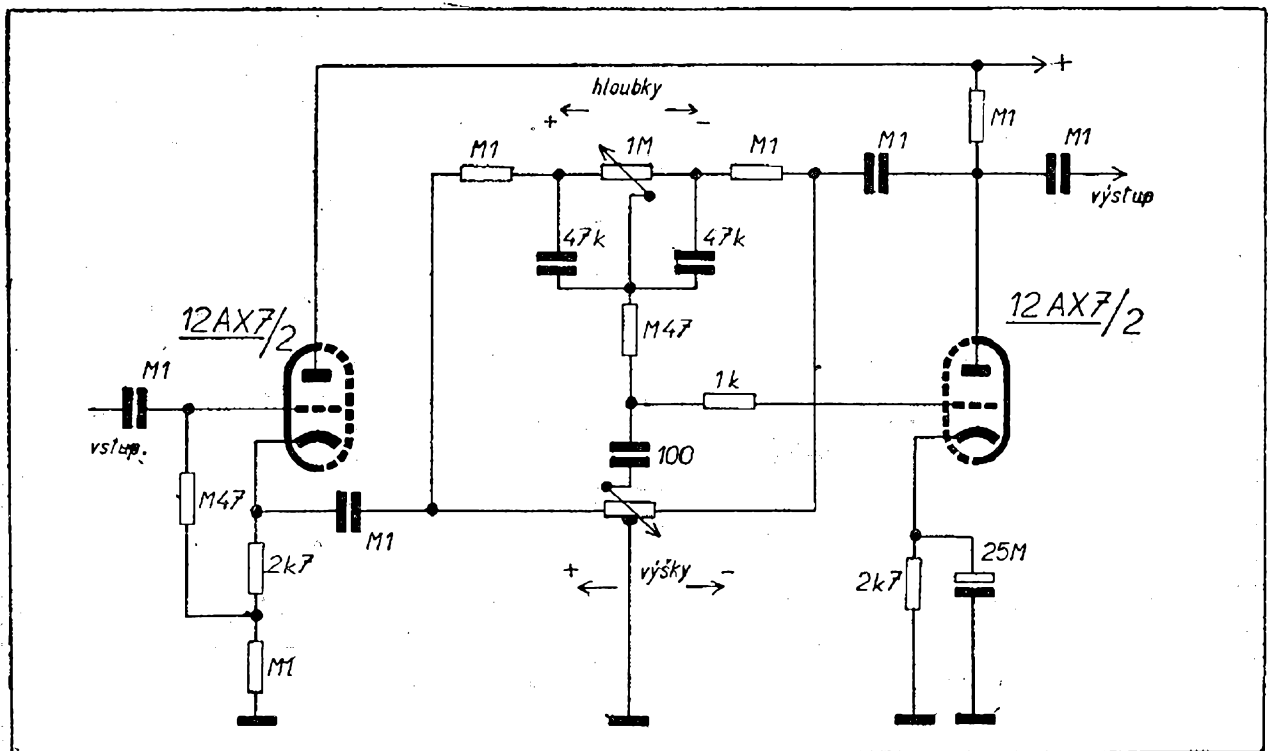 +
hloubky
+ -
M1
M1
1M
M1
M1
M1
výstup
47k
47k
12AX7/2
M47
12AX7/2
M1
1k
vstup.
100
M47
M1
2k7
+ výšky -
25M
2k7
M1